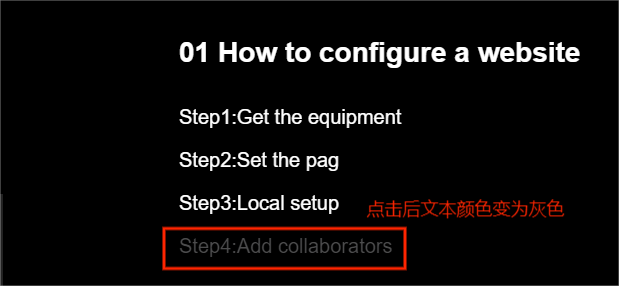 01 How to configure a website
Step1:Get the equipment
Step2:Set the pag
Step3:Local setup
点击后文本颜色变为灰色
Step4:Add collaborators